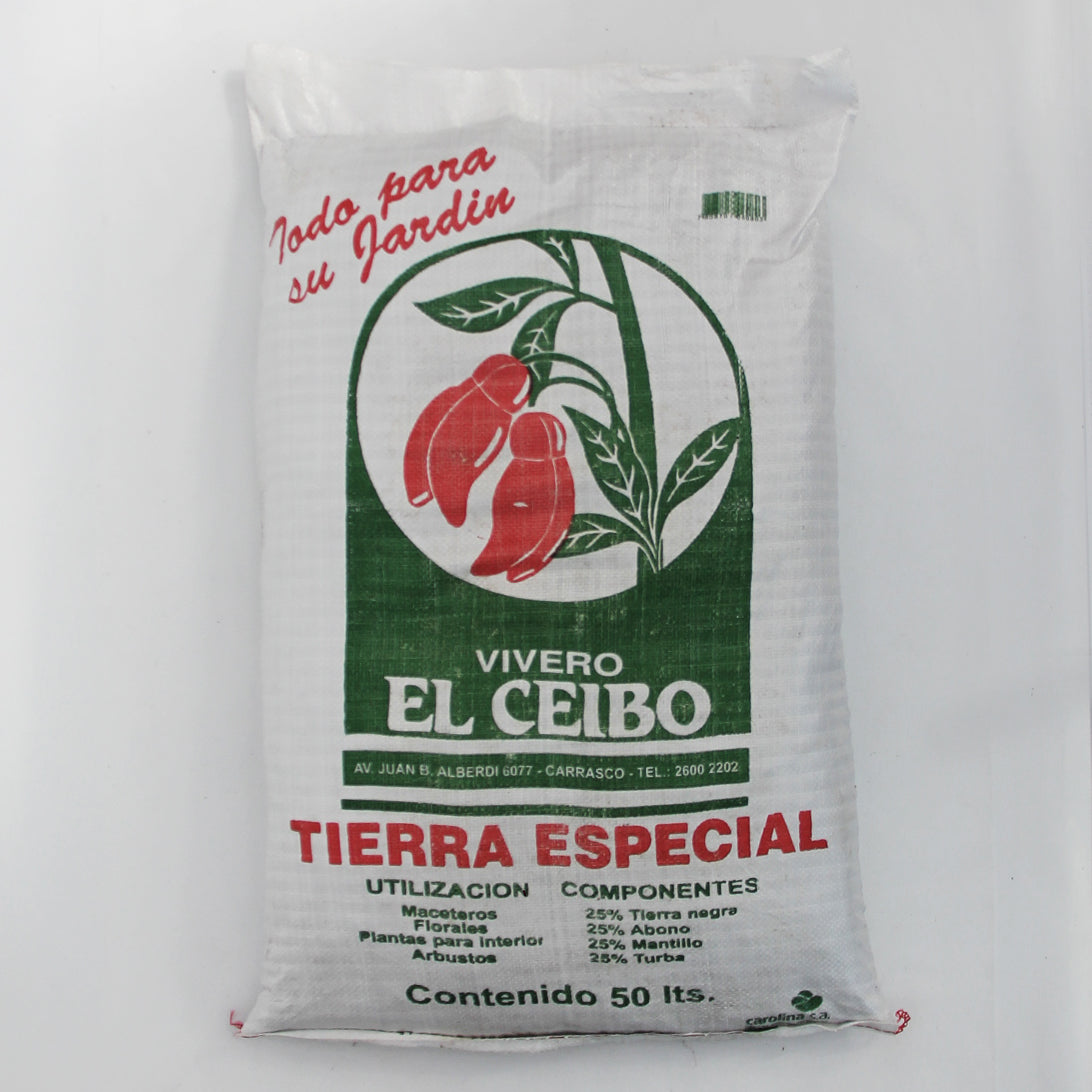 Todo para
su Jardin
VIVERO
EL CEIBO
AV. JUAN B. ALBERDI 6077 - CARRASCO - TEL.: 2600 2202
TIERRA ESPECIAL
UTILIZACION
Maceteros
Florales
Plantas para Interior
Arbustos
COMPONENTES
25% Tierra negra
25% Abono
25% Mantillo
25% Turba
Contenido 50 lts.
carolina c.a.